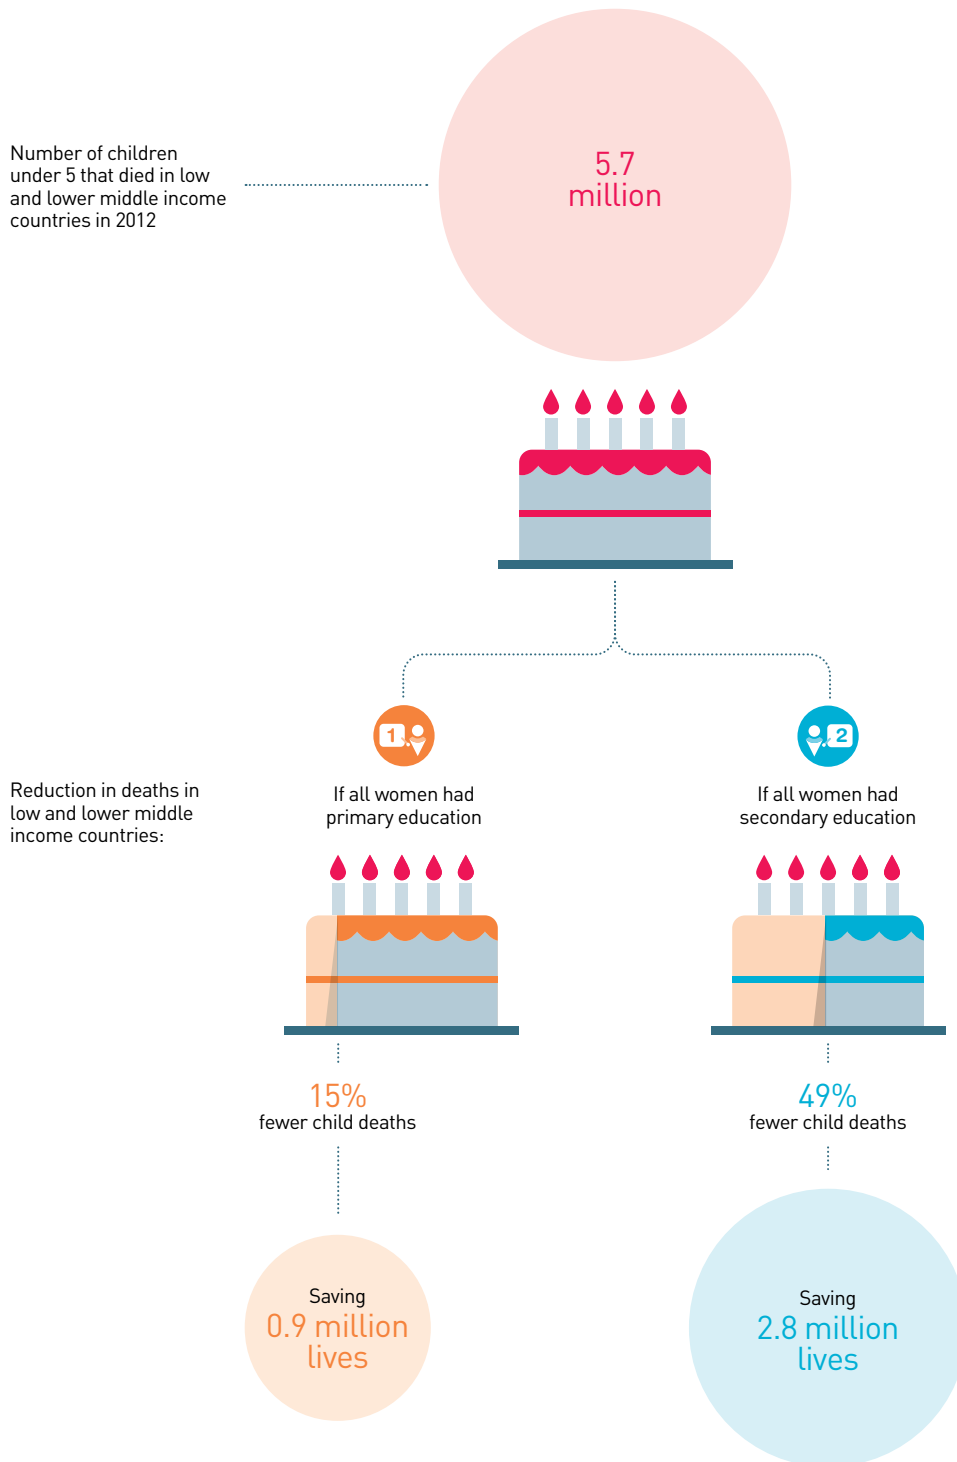 Number of children
under 5 that died in low
and lower middle income
countries in 2012
5.7
million
1
2
Reduction in deaths in
low and lower middle
income countries:
If all women had
primary education
If all women had
secondary education
15%
fewer child deaths
49%
fewer child deaths
Saving
0.9 million
lives
Saving
2.8 million
lives